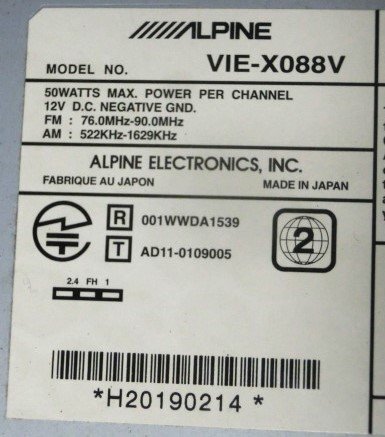 ALPINE
MODEL NO. VIE-X088V
50WATTS MAX. POWER PER CHANNEL
12V D.C. NEGATIVE GND.
FM : 76.0MHz-90.0MHz
AM : 522KHz-1629KHz
ALPINE ELECTRONICS, INC.
FABRIQUE AU JAPON MADE IN JAPAN
R 001WWDA1539
T AD11-0109005
2
2.4 FH 1
*H20190214*